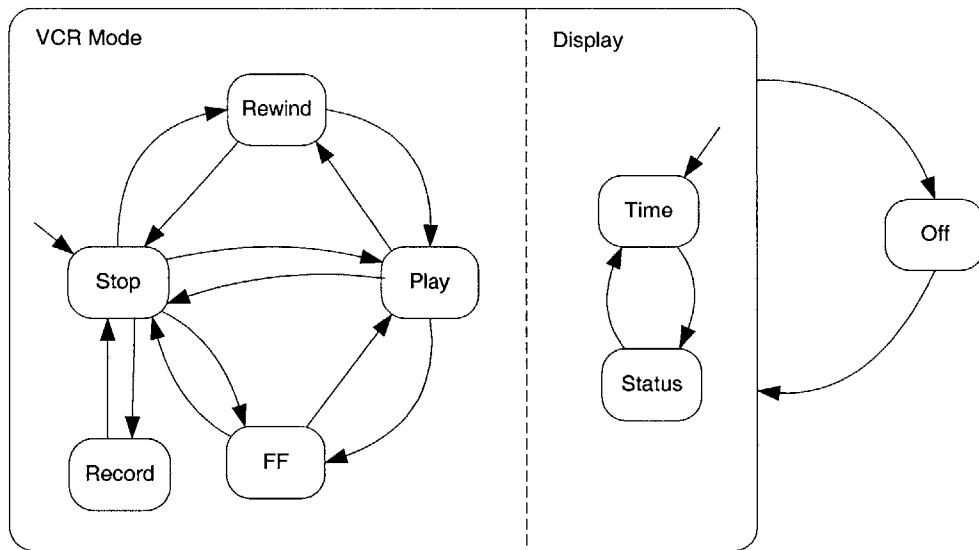 VCR Mode
Display
Rewind
Time
Off
Stop
Play
Status
Record
FF